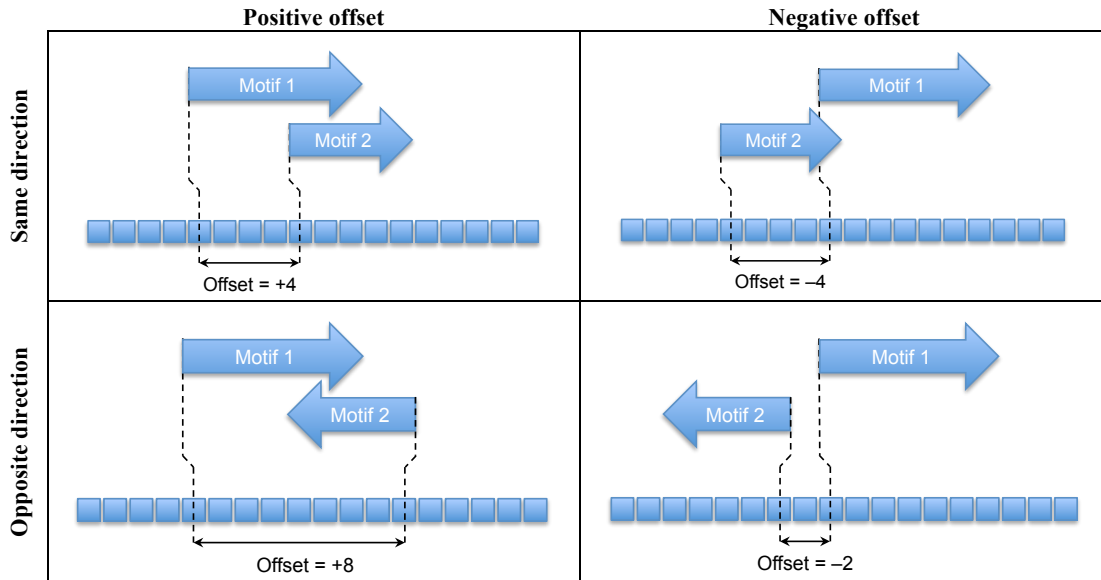 Positive offset
Negative offset
Same direction
Motif 1
Motif 2
Offset = +4
Motif 1
Motif 2
Offset = –4
Opposite direction
Motif 1
Motif 2
Offset = +8
Motif 1
Motif 2
Offset = –2